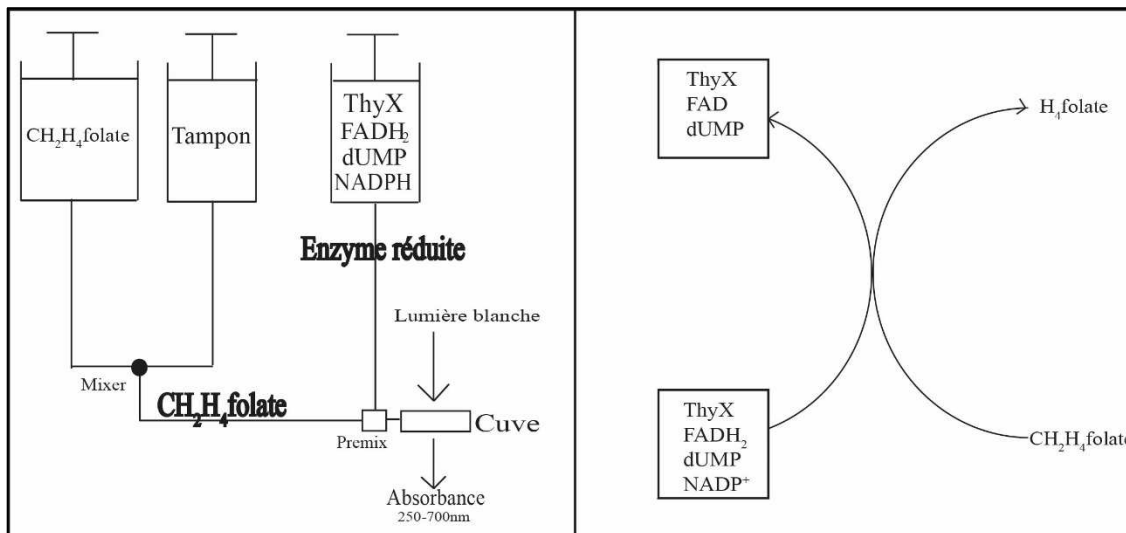 CH₂H₄folate
Tampon
ThyX
FADH₂
dUMP
NADPH
Enzyme réduite
Lumière blanche
Mixer
CH₂H₄folate
Premix
Cuve
Absorbance
250-700nm
ThyX
FAD
dUMP
H₄folate
ThyX
FADH₂
dUMP
NADP⁺
CH₂H₄folate